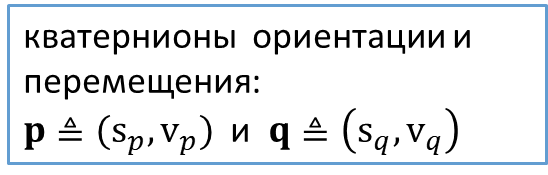 кватернионы ориентации и
перемещения:
𝐩 ≜ (s_𝑝, v_𝑝) и 𝐪 ≜ (s_𝑞, v_𝑞)